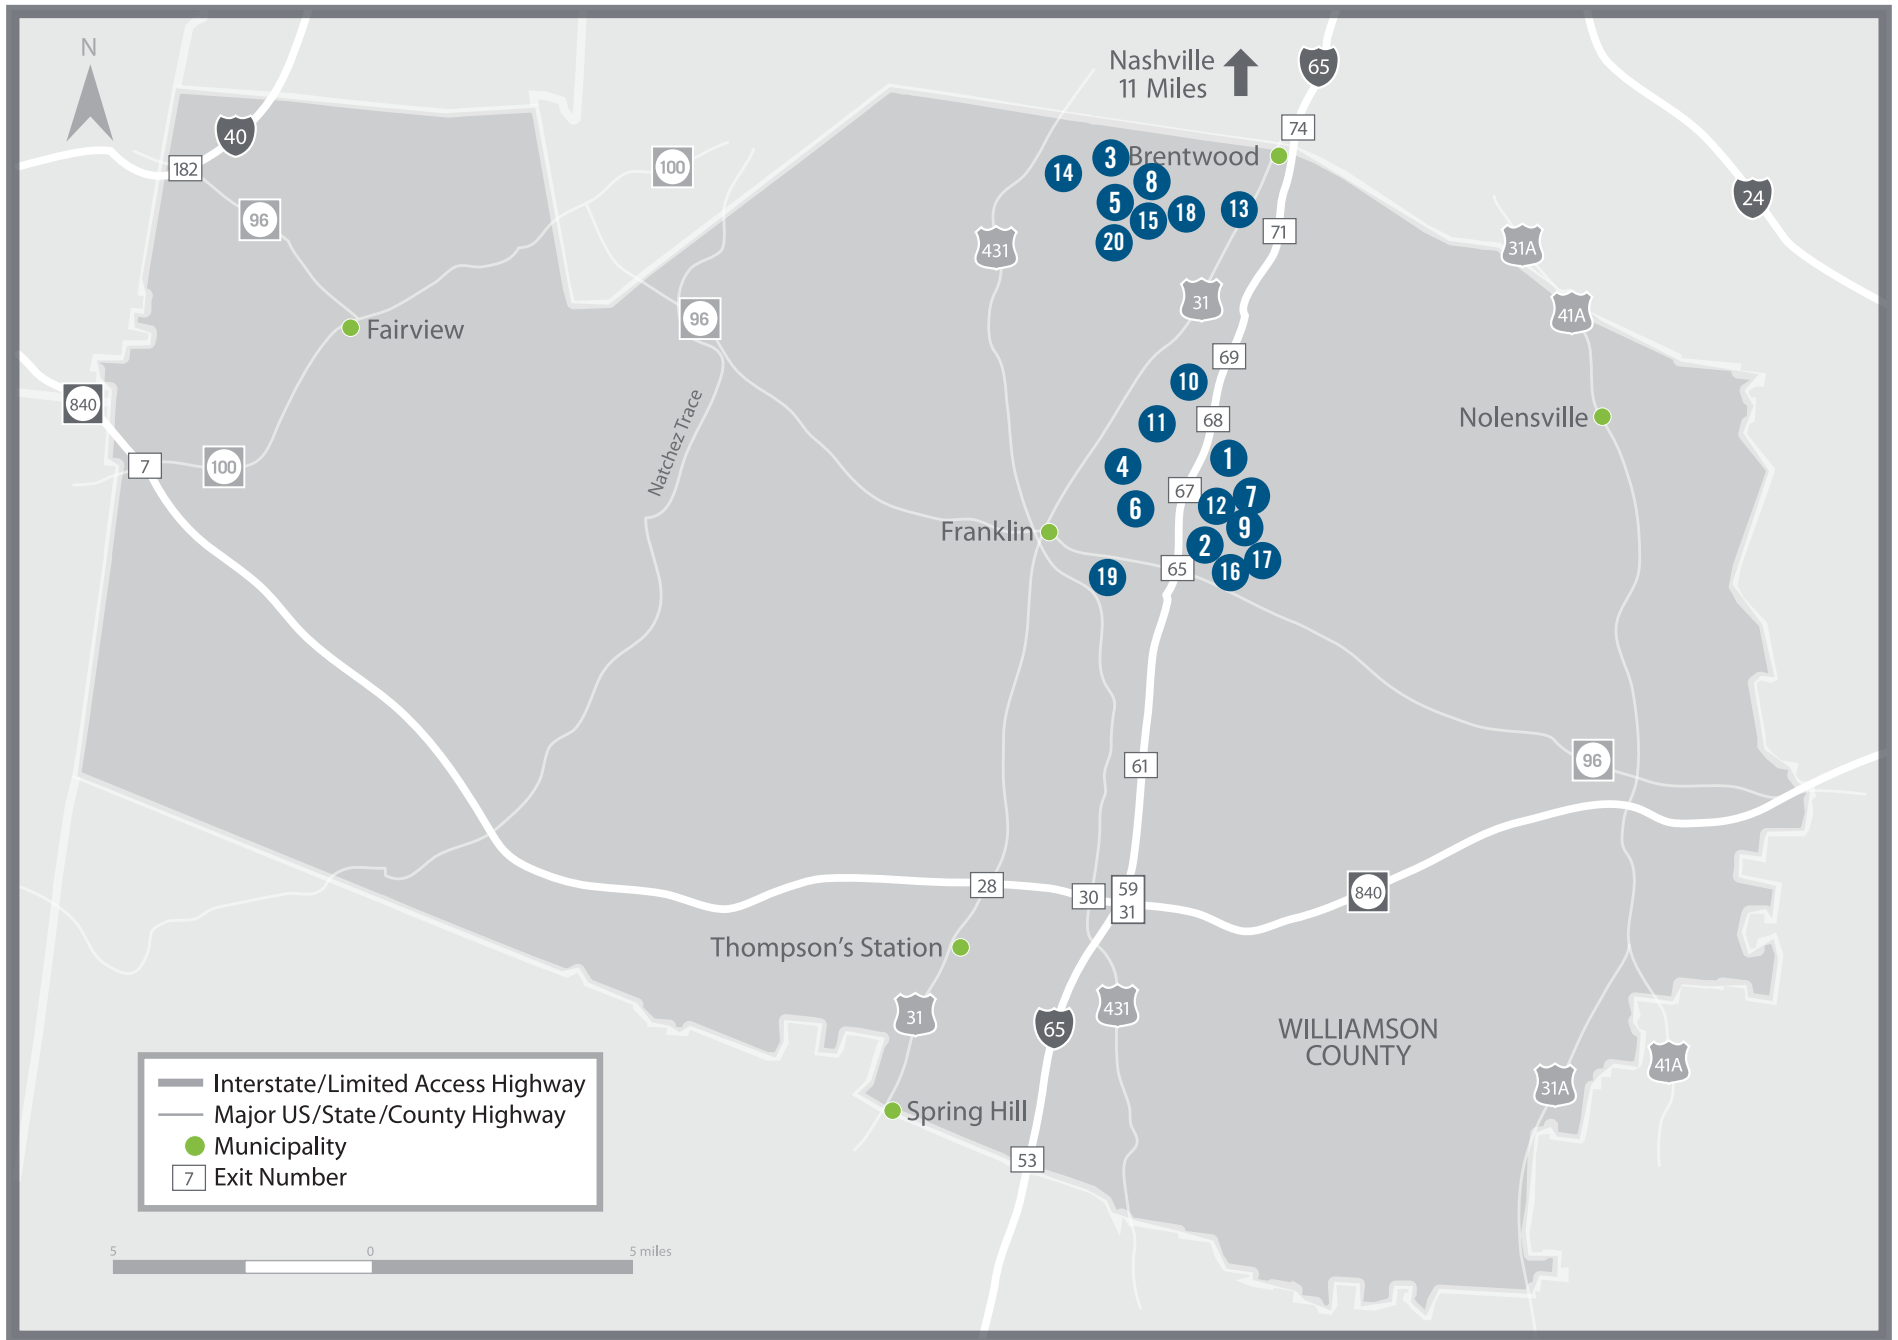 N
Nashville
11 Miles
65
74
40
182
100
3
Brentwood
14
8
24
96
5
18
13
15
71
20
431
31A
31
41A
96
Fairview
69
10
840
Natchez Trace
11
68
Nolensville
7
100
4
1
67
7
12
6
9
Franklin
2
17
65
16
19
61
96
28
30
59
31
840
Thompson's Station
31
65
431
WILLIAMSON
COUNTY
41A
31A
Interstate/Limited Access Highway
Major US/State/County Highway
Municipality
7
Exit Number
Spring Hill
53
5
0
5 miles